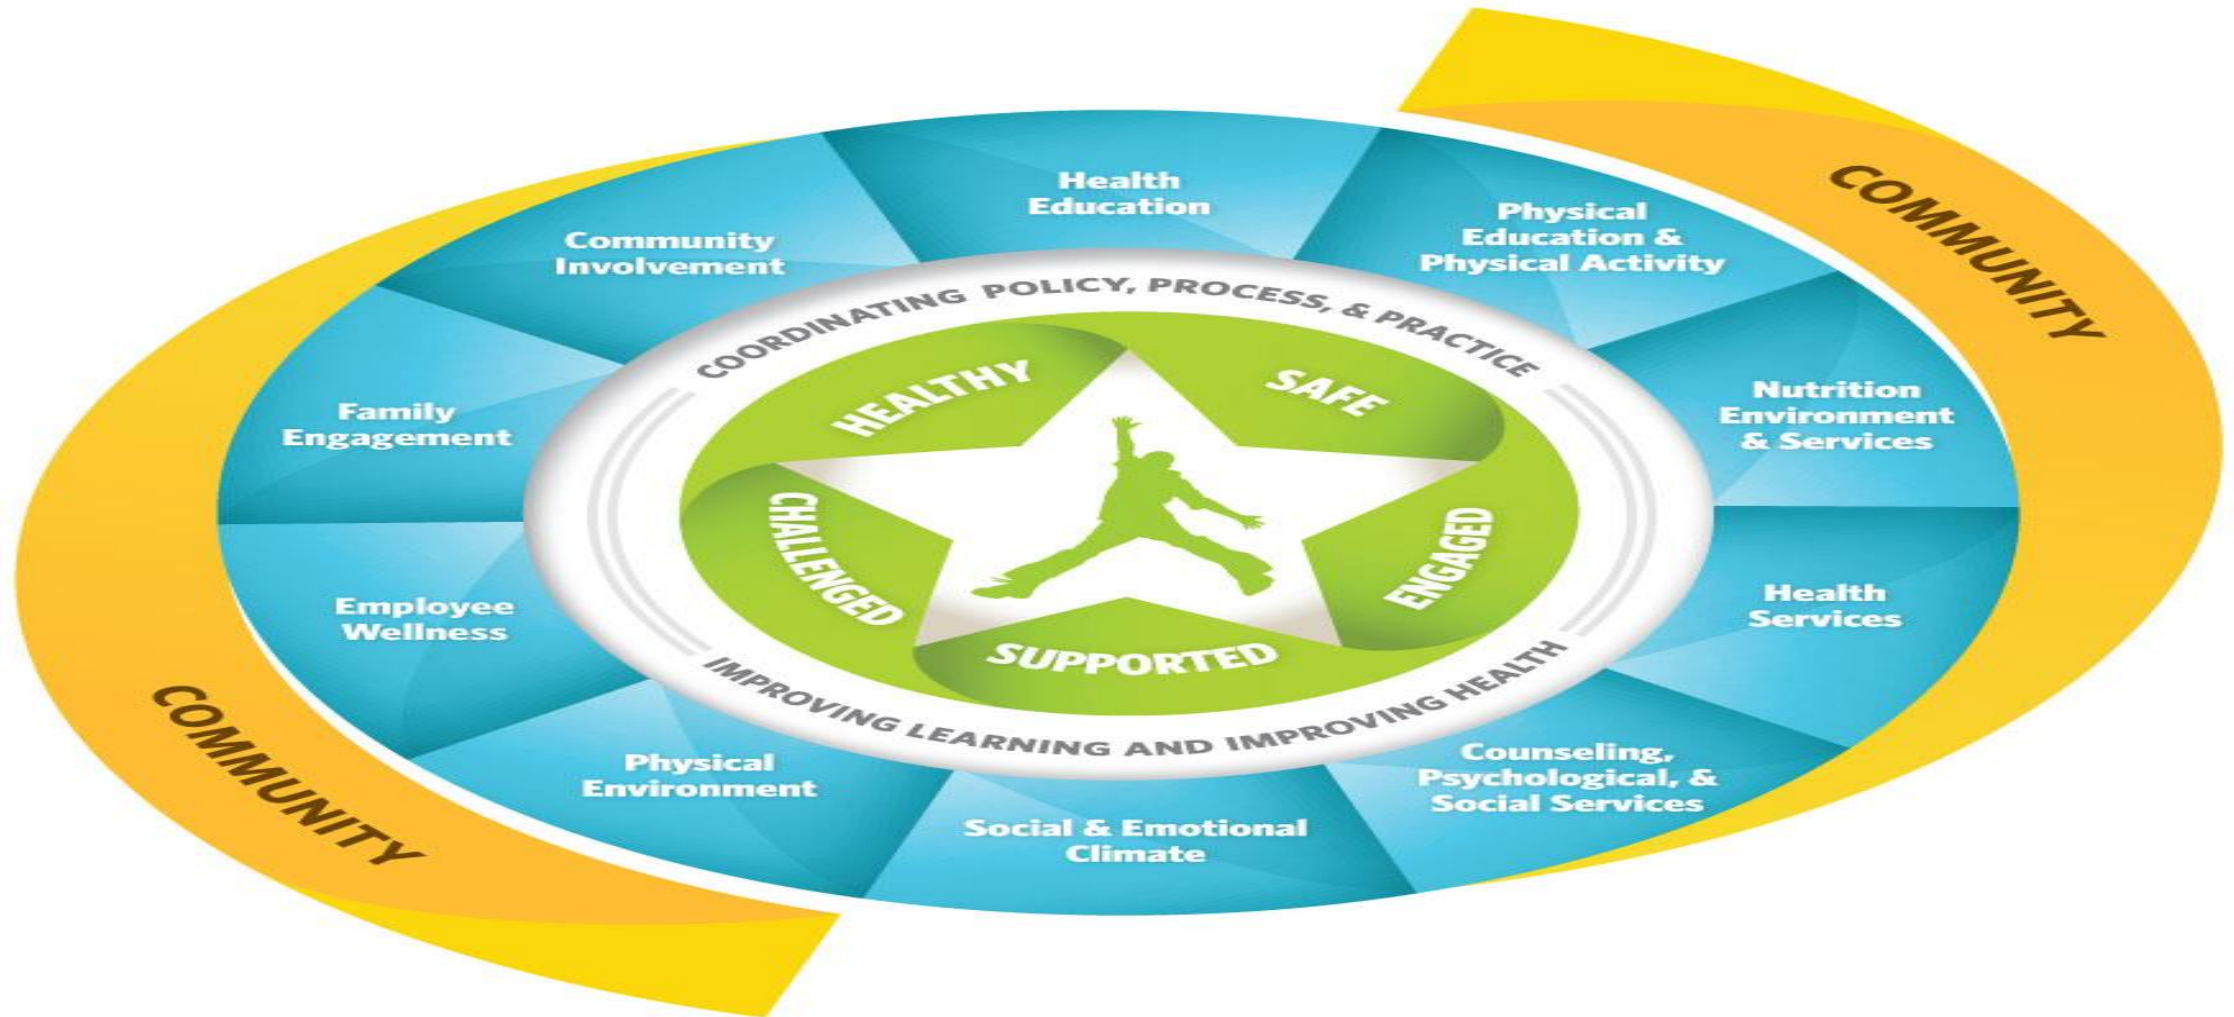 COMMUNITY
Health
Education
Physical
Education &
Physical Activity
Nutrition
Environment
& Services
Health
Services
Counseling,
Psychological, &
Social Services
Social & Emotional
Climate
Physical
Environment
Employee
Wellness
Family
Engagement
Community
Involvement
COORDINATING POLICY, PROCESS, & PRACTICE
IMPROVING LEARNING AND IMPROVING HEALTH
HEALTHY
SAFE
ENGAGED
SUPPORTED
CHALLENGED
COMMUNITY